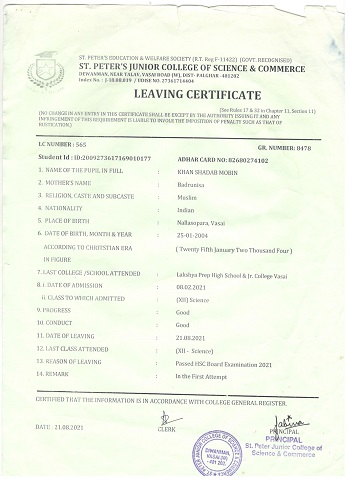 ST. PETER'S EDUCATION & WELFARE SOCIETY (R.T. Reg.F-11422) (GOVT. RECOGNISED)
ST. PETER'S JUNIOR COLLEGE OF SCIENCE & COMMERCE
DEWANMAN, NEAR TALAV, VASAI ROAD (W), DIST- PALGHAR -401202
Index No. : J-18.08.019 / UDISE NO. 27361714404
LEAVING CERTIFICATE
(See Rules 17 & 32 in Chapter 11, Section 11)
(NO CHANGE IN ANY ENTRY IN THIS CERTIFICATE SHALL BE EXCEPT BY THE AUTHORITY ISSUING IT AND ANY
INFRINGEMENT OF THIS REQUIREMENT IS LIABLE TO INVOLVE THE IMPOSITION OF PENALTY SUCH AS THAT OF
RUSTICATION.)
LC NUMBER : 565 GR. NUMBER: 8478
Student Id : ID:2009273617169010177 ADHAR CARD NO: 82680274102
1. NAME OF THE PUPIL IN FULL : KHAN SHADAB MOBIN
2. MOTHER'S NAME : Badrunisa
3. RELIGION, CASTE AND SUBCASTE : Muslim
4. NATIONALITY : Indian
5. PLACE OF BIRTH : Nallasopara, Vasai
6. DATE OF BIRTH, MONTH & YEAR : 25-01-2004
ACCORDING TO CHRITSTIAN ERA : ( Twenty Fifth January Two Thousand Four )
IN FIGURE
7. LAST COLLEGE /SCHOOL ATTENDED : Lakshya Prep High School & Jr. College Vasai
8. i. DATE OF ADMISSION : 08.02.2021
ii. CLASS TO WHICH ADMITTED : (XII) Science
9. PROGRESS : Good
10. CONDUCT : Good
11. DATE OF LEAVING : 21.08.2021
12. LAST CLASS ATTENDED : (XII - Science)
13. REASON OF LEAVING : Passed HSC Board Examination 2021
14. REMARK : In the First Attempt
CERTIFIED THAT THE INFORMATION IS IN ACCORDANCE WITH COLLEGE GENERAL REGISTER.
DATE : 21.08.2021 CLERK PRINCIPAL
PRINCIPAL
St. Peter Junior College of
Science & Commerce
DIWANMAN,
VASAI (W)
401 202.